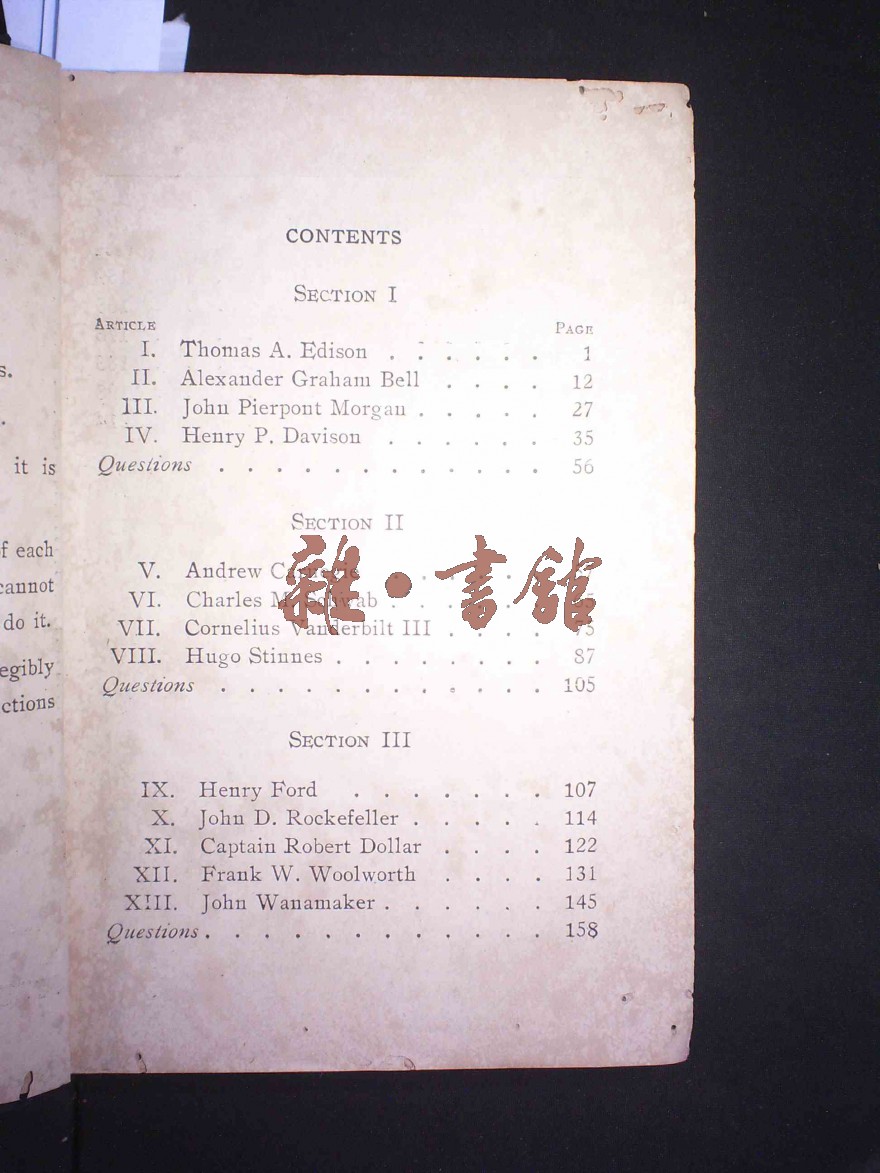 s.
.
it is
f each
cannot
do it.
egibly
ctions
CONTENTS
SECTION I
ARTICLE PAGE
I. Thomas A. Edison . . . . . . 1
II. Alexander Graham Bell . . . . 12
III. John Pierpont Morgan . . . . . 27
IV. Henry P. Davison . . . . . . 35
Questions . . . . . . . . . . . . 56
SECTION II
V. Andrew Carnegie . . . . .
VI. Charles M. Schwab . . . . .
VII. Cornelius Vanderbilt III . . . . 75
VIII. Hugo Stinnes . . . . . . . . 87
Questions . . . . . . . . . . . . 105
雜·書館
SECTION III
IX. Henry Ford . . . . . . . 107
X. John D. Rockefeller . . . . . 114
XI. Captain Robert Dollar . . . . 122
XII. Frank W. Woolworth . . . . 131
XIII. John Wanamaker . . . . . . 145
Questions . . . . . . . . . . . . 158